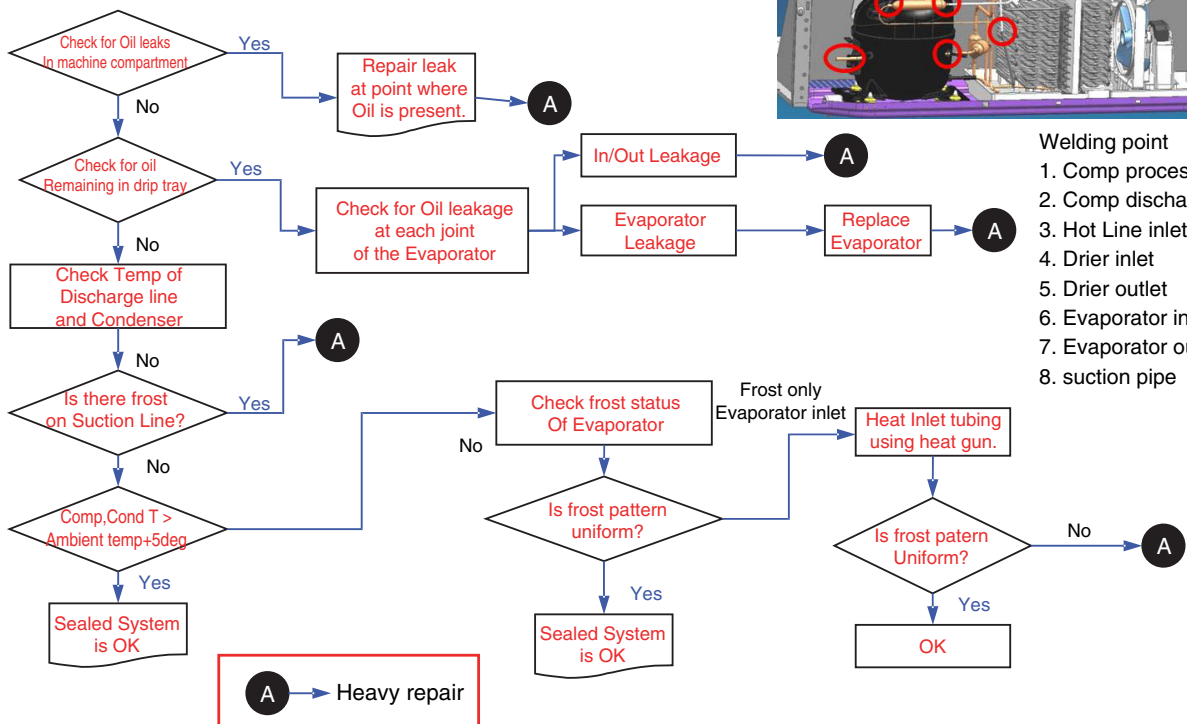 Check for Oil leaks
In machine compartment
Yes
Repair leak
at point where
Oil is present.
A
No
Check for oil
Remaining in drip tray
Yes
Check for Oil leakage
at each joint
of the Evaporator
In/Out Leakage
A
Evaporator
Leakage
Replace
Evaporator
A
No
Check Temp of
Discharge line
and Condenser
No
Is there frost
on Suction Line?
Yes
A
No
Comp,Cond T >
Ambient temp+5deg
No
Check frost status
Of Evaporator
Frost only
Evaporator inlet
Heat Inlet tubing
using heat gun.
Is frost pattern
uniform?
Is frost patern
Uniform?
No
A
Yes
Sealed System
is OK
Yes
Sealed System
is OK
Yes
OK
A
Heavy repair
Welding point
1. Comp
2. Comp
3. Hot Line inlet
4. Drier inlet
5. Drier outlet
6. Evaporator
7. Evaporator
8. suction pipe